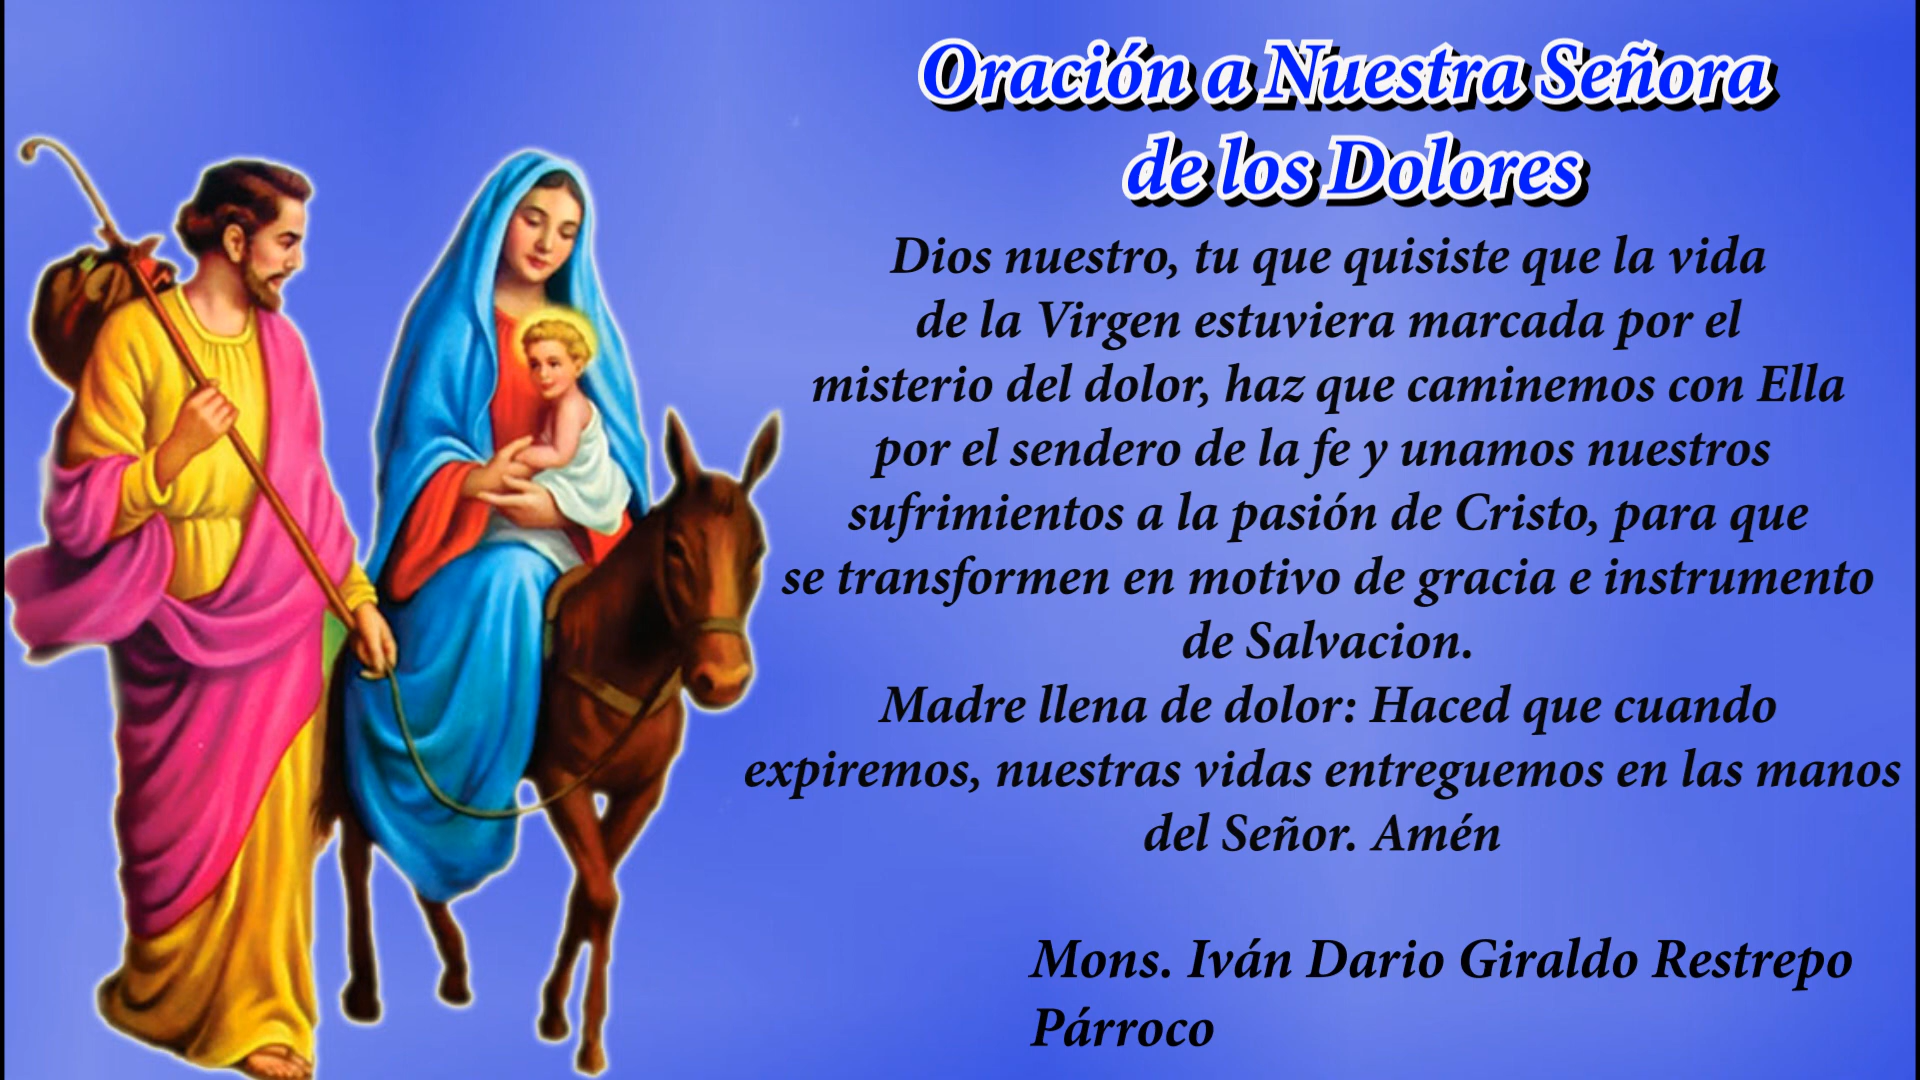 Oración a Nuestra Señora
de los Dolores
Dios nuestro, tu que quisiste que la vida
de la Virgen estuviera marcada por el
misterio del dolor, haz que caminemos con Ella
por el sendero de la fe y unamos nuestros
sufrimientos a la pasión de Cristo, para que
se transformen en motivo de gracia e instrumento
de Salvacion.
Madre llena de dolor: Haced que cuando
expiremos, nuestras vidas entreguemos en las manos
del Señor. Amén
Mons. Iván Dario Giraldo Restrepo
Párroco